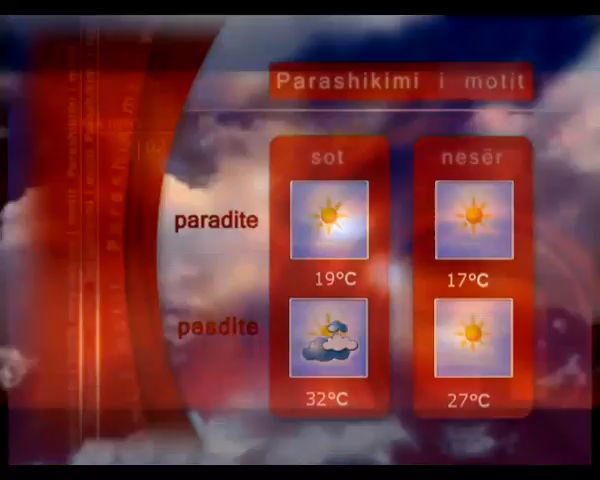 Parashikimi i motit
sot nesër
paradite
19°C 17°C
pasdite
32°C 27°C